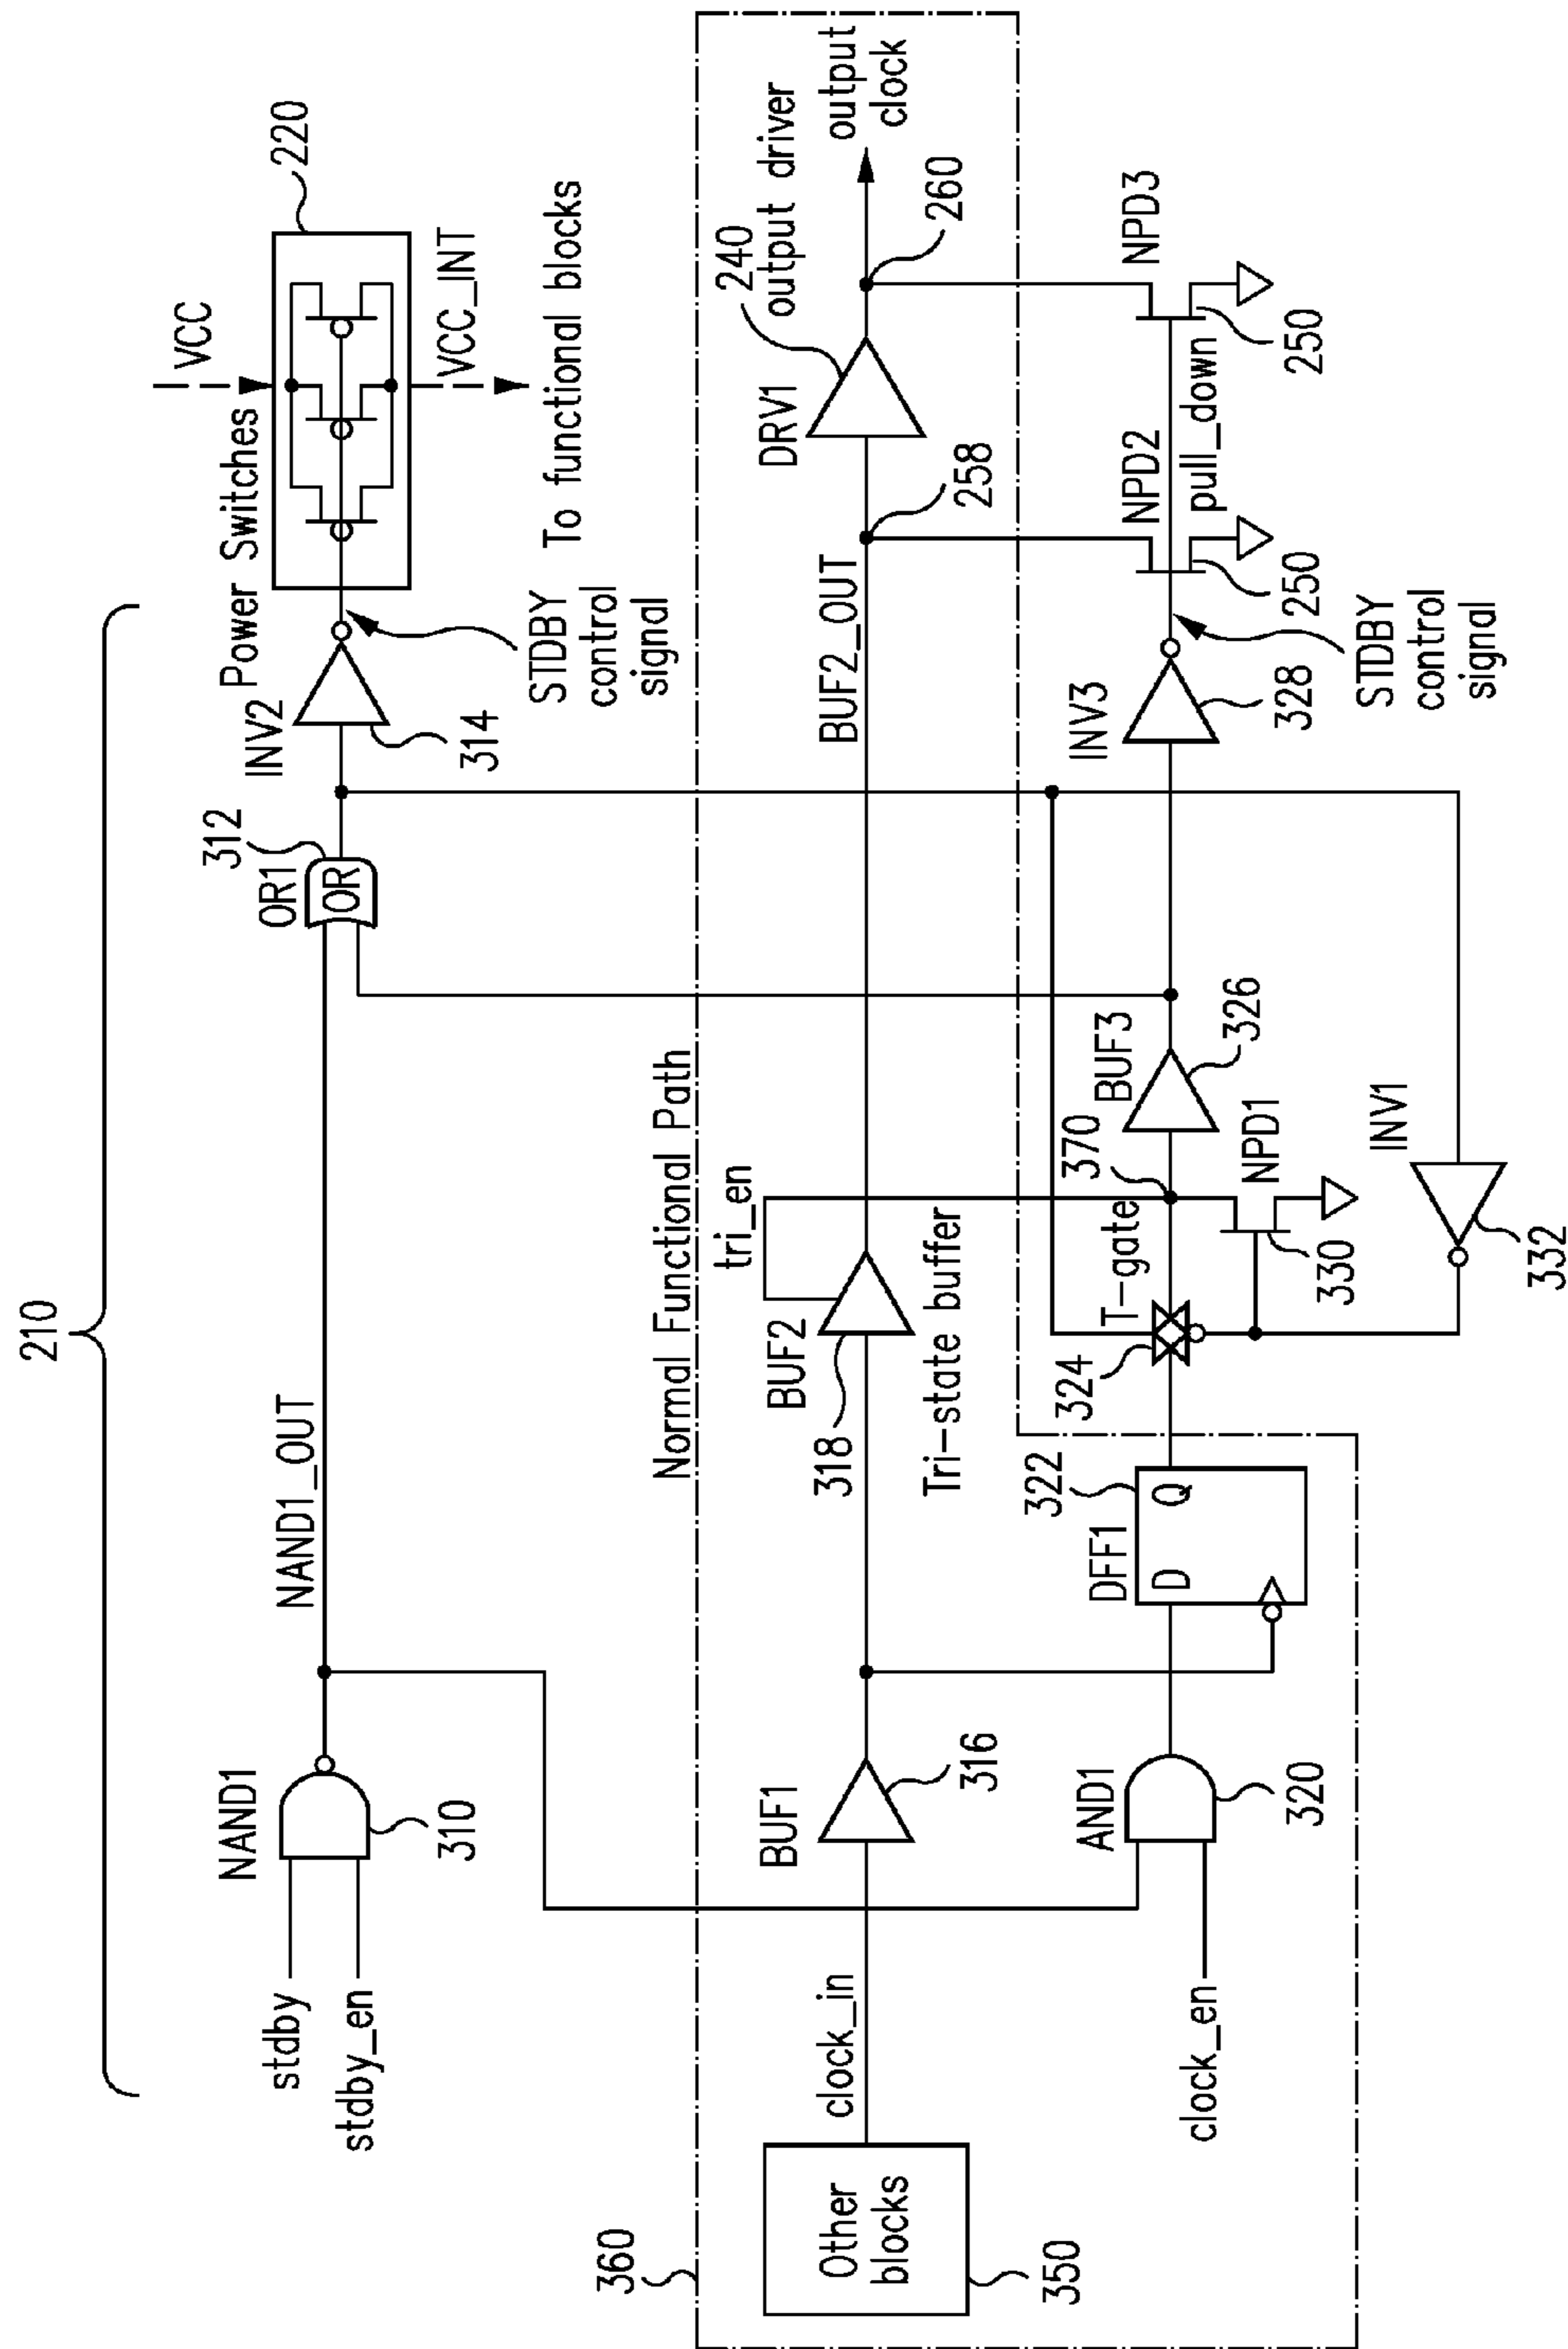 210
NAND1
stdby
stdby_en
310
NAND1_OUT
OR1
312
OR
INV2
314
Power Switches
VCC
220
VCC_INT
To functional blocks
STDBY
control
signal
Normal Functional Path
360
Other
blocks
350
clock_in
BUF1
316
BUF2
318
tri_en
Tri-state buffer
BUF2_OUT
258
DRV1
240
output driver
output
clock
260
clock_en
AND1
320
DFF1
322
D
Q
324
T-gate
370
BUF3
326
NPD1
330
INV1
332
INV3
328
STDBY
control
signal
NPD2
250
pull_down
NPD3
250